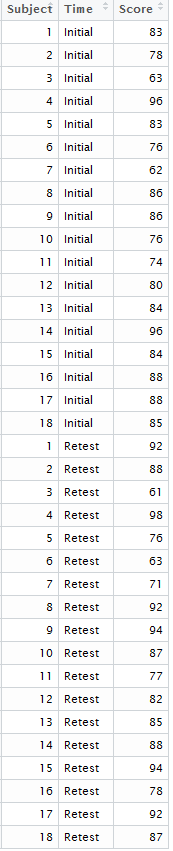 Subject Time Score
1 Initial 83
2 Initial 78
3 Initial 63
4 Initial 96
5 Initial 83
6 Initial 76
7 Initial 62
8 Initial 86
9 Initial 86
10 Initial 76
11 Initial 74
12 Initial 80
13 Initial 84
14 Initial 96
15 Initial 84
16 Initial 88
17 Initial 88
18 Initial 85
1 Retest 92
2 Retest 88
3 Retest 61
4 Retest 98
5 Retest 76
6 Retest 63
7 Retest 71
8 Retest 92
9 Retest 94
10 Retest 87
11 Retest 77
12 Retest 82
13 Retest 85
14 Retest 88
15 Retest 94
16 Retest 78
17 Retest 92
18 Retest 87